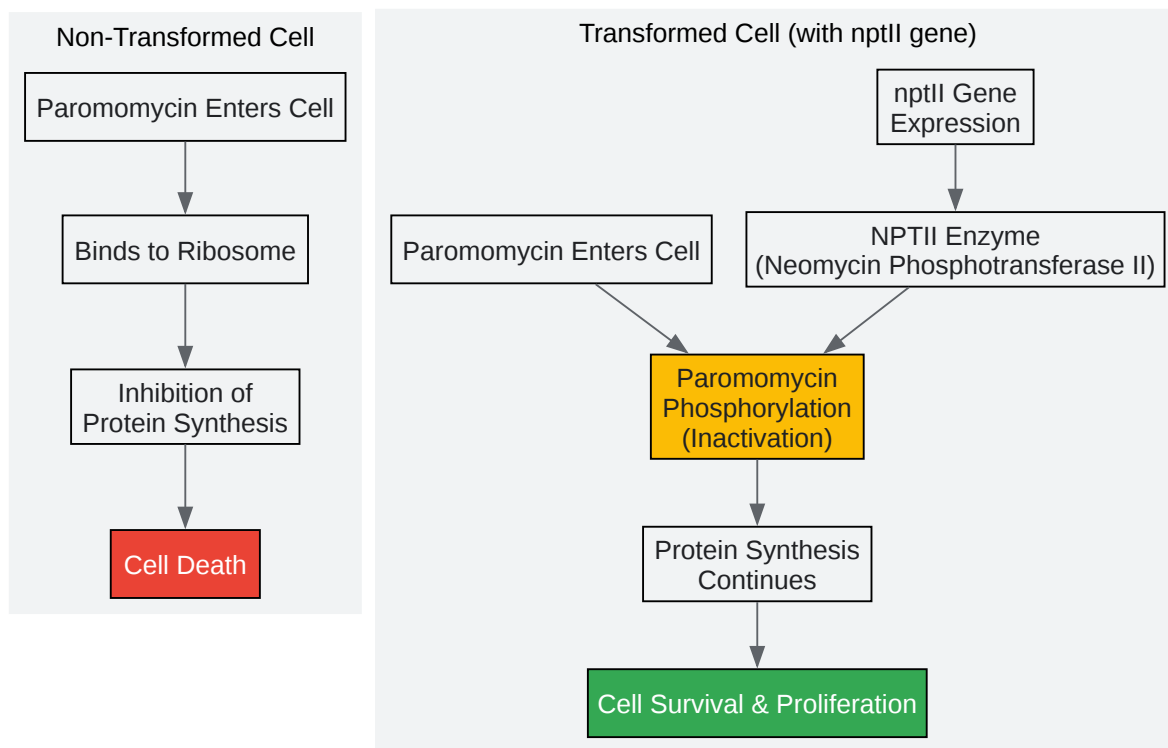 Non-Transformed Cell
Paromomycin Enters Cell
Binds to Ribosome
Inhibition of
Protein Synthesis
Cell Death
Transformed Cell (with nptII gene)
nptII Gene
Expression
Paromomycin Enters Cell
NPTII Enzyme
(Neomycin Phosphotransferase II)
Paromomycin
Phosphorylation
(Inactivation)
Protein Synthesis
Continues
Cell Survival & Proliferation